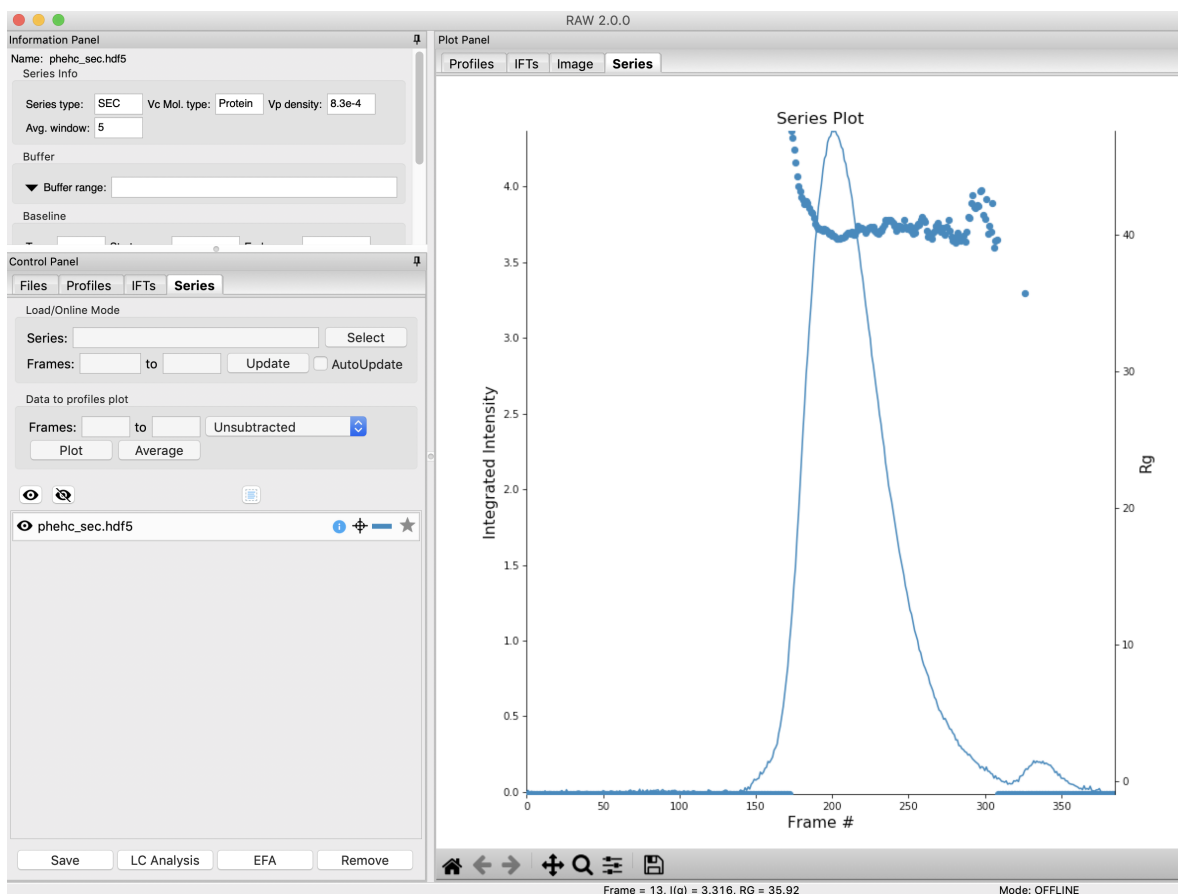 RAW 2.0.0
Information Panel
Name: phehc_sec.hdf5
Series Info
Series type: SEC Vc Mol. type: Protein Vp density: 8.3e-4
Avg. window: 5
Buffer
Buffer range:
Baseline
Control Panel
Files Profiles IFTs Series
Load/Online Mode
Series: Select
Frames: to Update AutoUpdate
Data to profiles plot
Frames: to Unsubtracted
Plot Average
phehc_sec.hdf5
Save LC Analysis EFA Remove
Plot Panel
Profiles IFTs Image Series
Series Plot
Integrated Intensity
4.0
3.5
3.0
2.5
2.0
1.5
1.0
0.5
0.0
0 50 100 150 200 250 300 350
Frame #
40
30
20
10
0
Rg
Frame = 13, I(q) = 3.316, RG = 35.92 Mode: OFFLINE